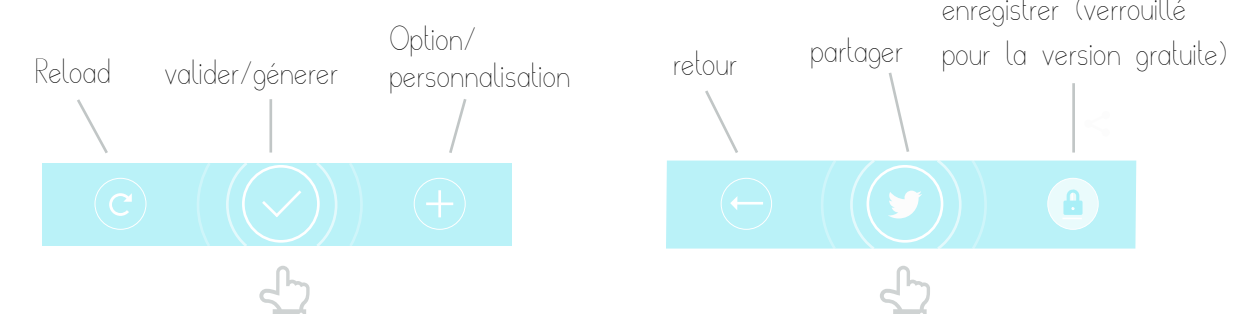 Reload
valider/génerer
Option/
personnalisation
retour
partager
enregistrer (verrouillé
pour la version gratuite)